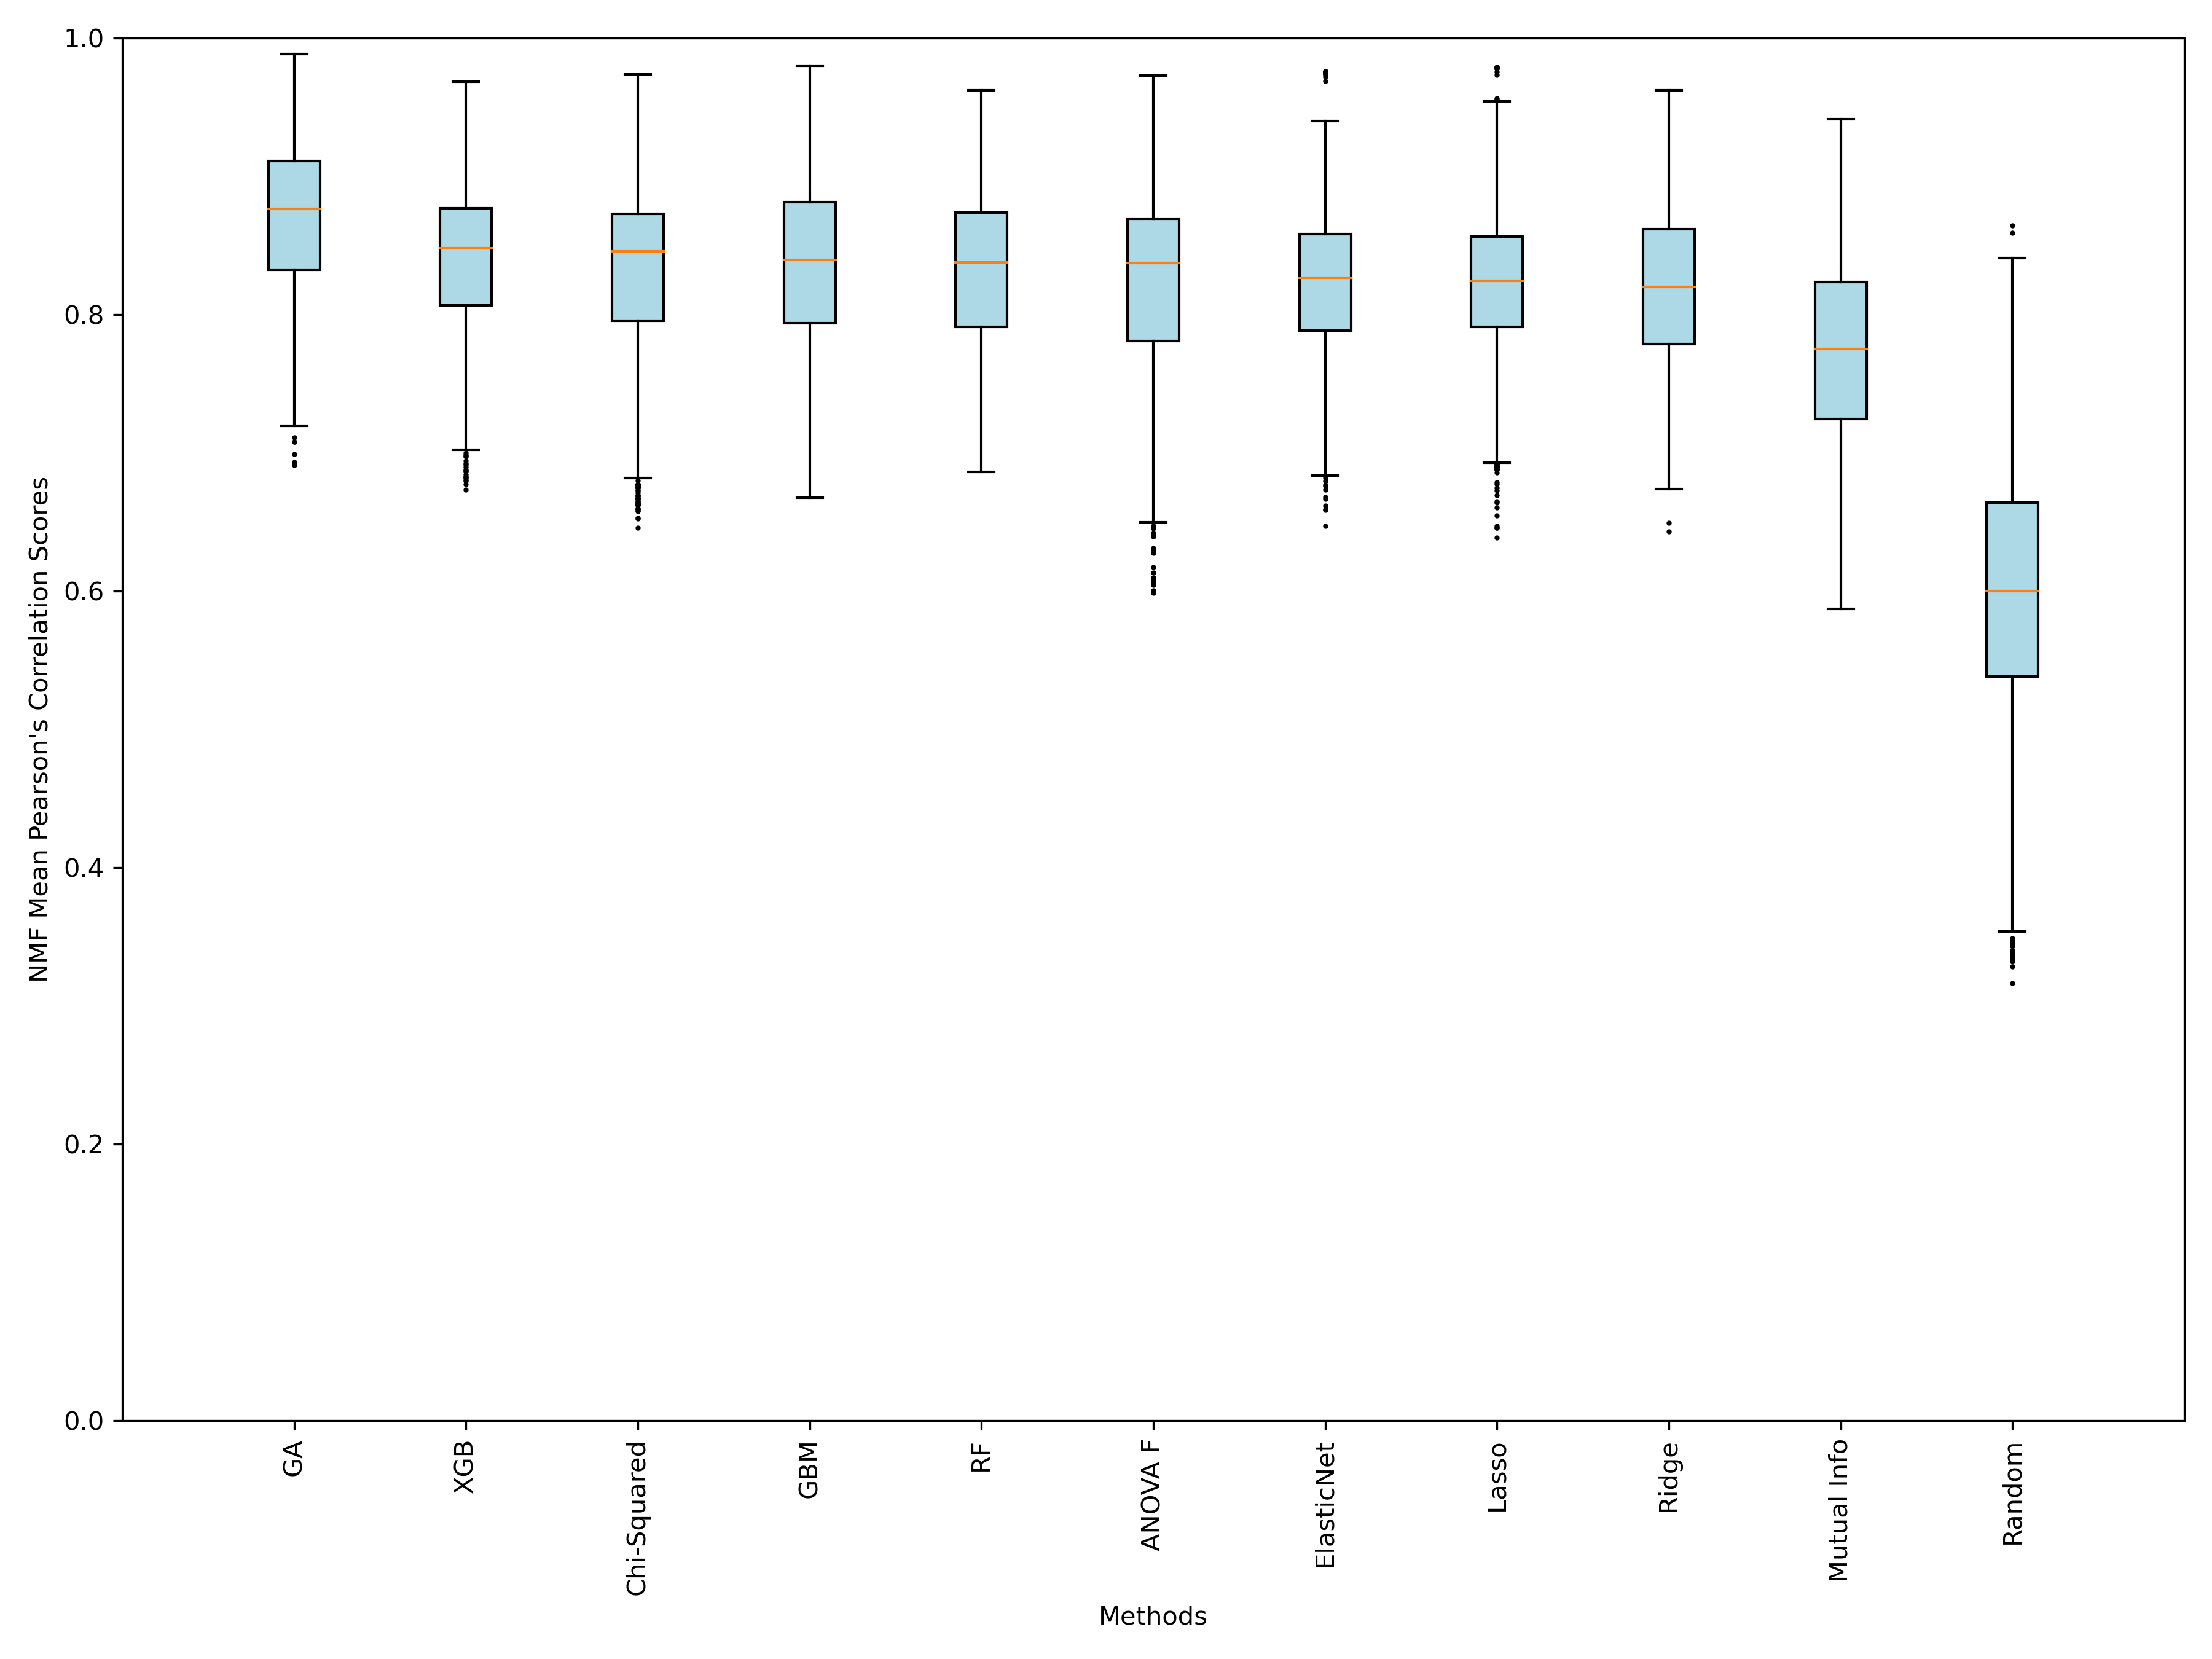 NMF Mean Pearson's Correlation Scores
1.0
0.8
0.6
0.4
0.2
0.0
GA
XGB
Chi-Squared
GBM
RF
ANOVA F
ElasticNet
Lasso
Ridge
Mutual Info
Random
Methods